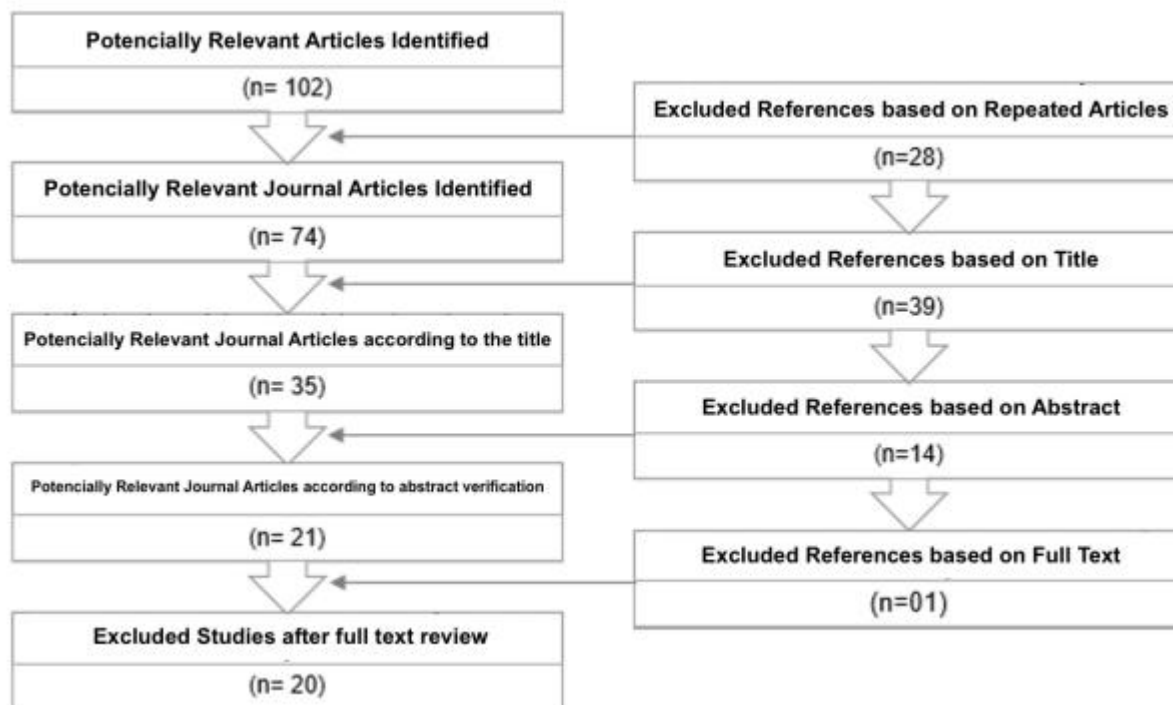 Potencially Relevant Articles Identified
(n= 102)
Excluded References based on Repeated Articles
(n=28)
Potencially Relevant Journal Articles Identified
(n= 74)
Excluded References based on Title
(n=39)
Potencially Relevant Journal Articles according to the title
(n= 35)
Excluded References based on Abstract
(n=14)
Potencially Relevant Journal Articles according to abstract verification
(n= 21)
Excluded References based on Full Text
(n=01)
Excluded Studies after full text review
(n= 20)